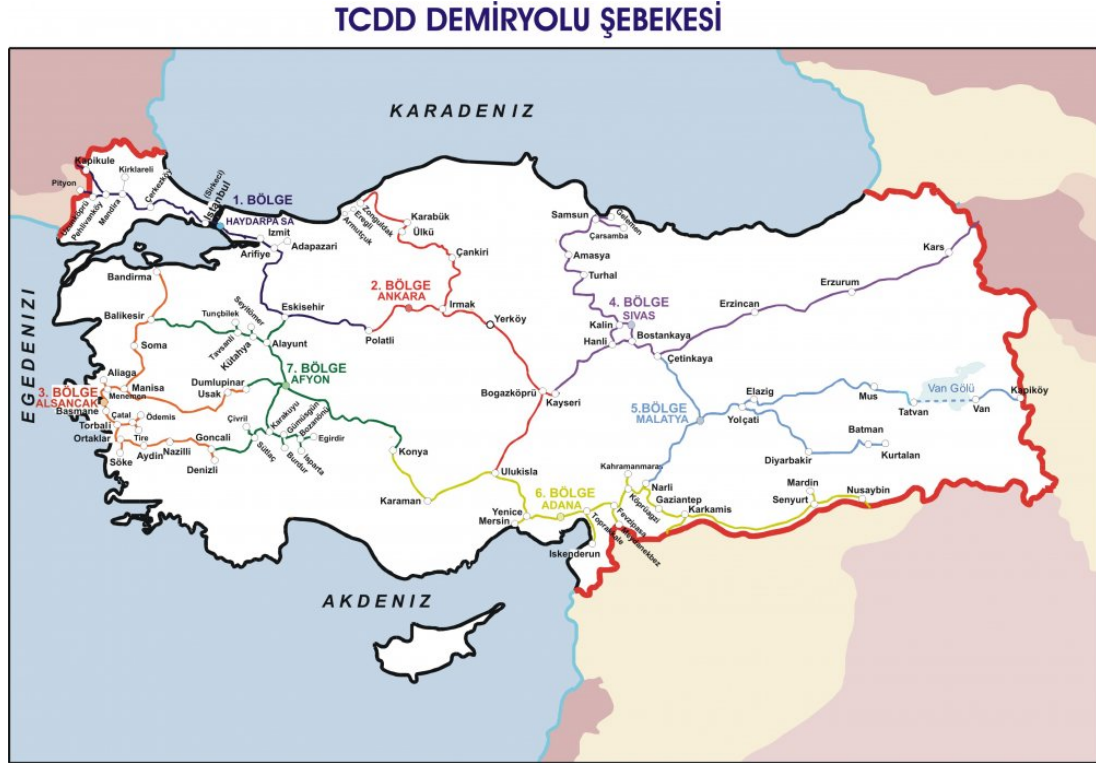 TCDD DEMİRYOLU ŞEBEKESİ
KARADENIZ
EGEDENIZI
AKDENIZ
1. BÖLGE
HAYDARPA SA
2. BÖLGE
ANKARA
3. BÖLGE
ALSANCAK
4. BÖLGE
SIVAS
5.BÖLGE
MALATYA
6. BÖLGE
ADANA
7. BÖLGE
AFYON
Kapikule
Pityon
Uzunköprü
Pehlivanköy
Mandira
Kirklareli
Çerkezköy
Istanbul
(Sirkeci)
Izmit
Adapazari
Arifiye
Bandirma
Balikesir
Soma
Aliaga
Manisa
Menemen
Basmane
Çatal
Ödemis
Torbali
Tire
Ortaklar
Söke
Aydin
Nazilli
Goncali
Denizli
Tunçbilek
Seyitömer
Tavsanli
Kütahya
Alayunt
Eskisehir
Dumlupinar
Usak
Çivril
Sütlaç
Karakuyu
Gümüsgün
Bozanönü
Burdur
Isparta
Egirdir
Polatli
Zonguldak
Eregli
Armutçuk
Karabük
Ülkü
Çankiri
Irmak
Yerköy
Bogazköprü
Kayseri
Konya
Karaman
Ulukisla
Yenice
Mersin
Toprakkale
Iskenderun
Fevzipasa
Meydanekbez
Köprüagzi
Kahramanmaras
Narli
Gaziantep
Karkamis
Mardin
Senyurt
Nusaybin
Samsun
Gelemen
Çarsamba
Amasya
Turhal
Kalin
Hanli
Bostankaya
Çetinkaya
Erzincan
Erzurum
Kars
Yolçati
Elazig
Mus
Tatvan
Van Gölü
Van
Kapiköy
Diyarbakir
Batman
Kurtalan